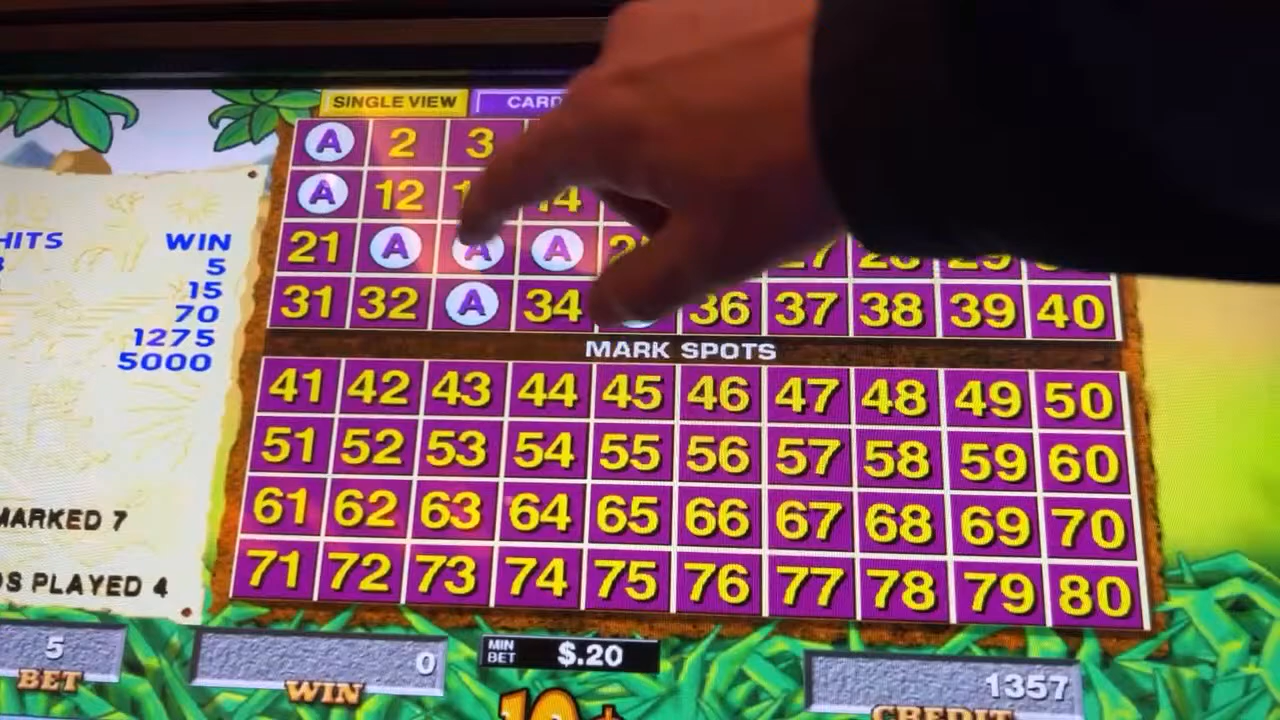 SINGLE VIEW CARD
A 2 3
A 12 14
21 A A A
31 32 A 34 36 37 38 39 40
HITS WIN
5
15
70
1275
5000
MARK SPOTS
41 42 43 44 45 46 47 48 49 50
51 52 53 54 55 56 57 58 59 60
61 62 63 64 65 66 67 68 69 70
71 72 73 74 75 76 77 78 79 80
MARKED 7
PLAYED 4
5
BET
0
WIN
MIN BET $.20
1357
CREDIT